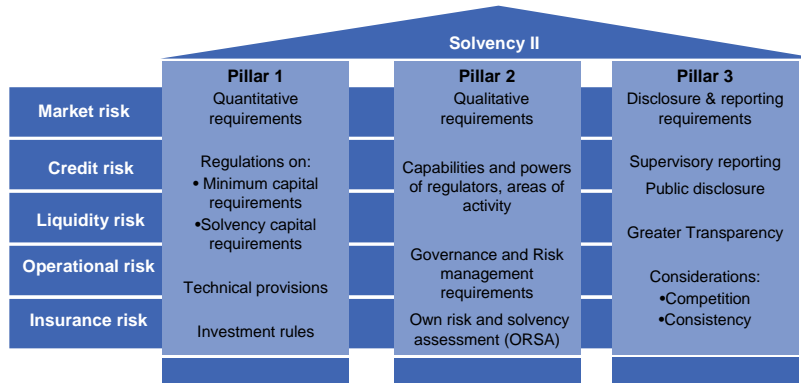 Solvency II
Market risk
Credit risk
Liquidity risk
Operational risk
Insurance risk
Pillar 1
Quantitative
requirements
Regulations on:
• Minimum capital
requirements
•Solvency capital
requirements
Technical provisions
Investment rules
Pillar 2
Qualitative
requirements
Capabilities and powers
of regulators, areas of
activity
Governance and Risk
management
requirements
Own risk and solvency
assessment (ORSA)
Pillar 3
Disclosure & reporting
requirements
Supervisory reporting
Public disclosure
Greater Transparency
Considerations:
•Competition
•Consistency